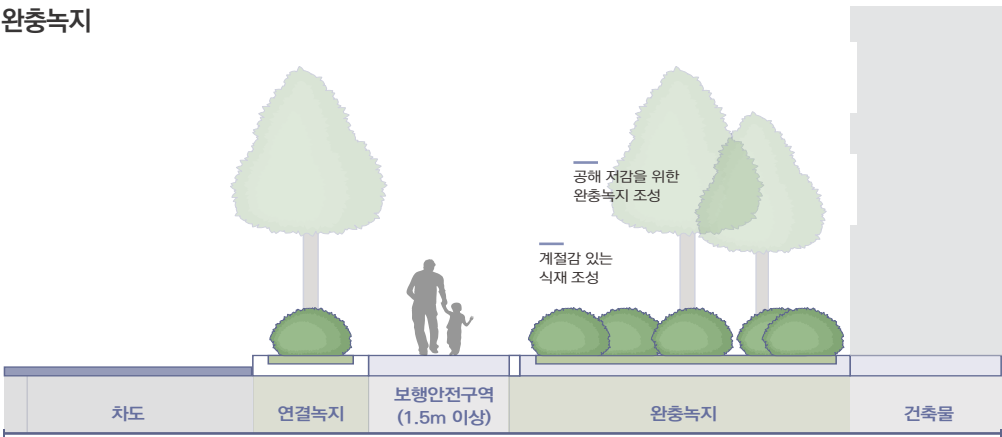 완충녹지
공해 저감을 위한
완충녹지 조성
계절감 있는
식재 조성
차도
연결녹지
보행안전구역
(1.5m 이상)
완충녹지
건축물